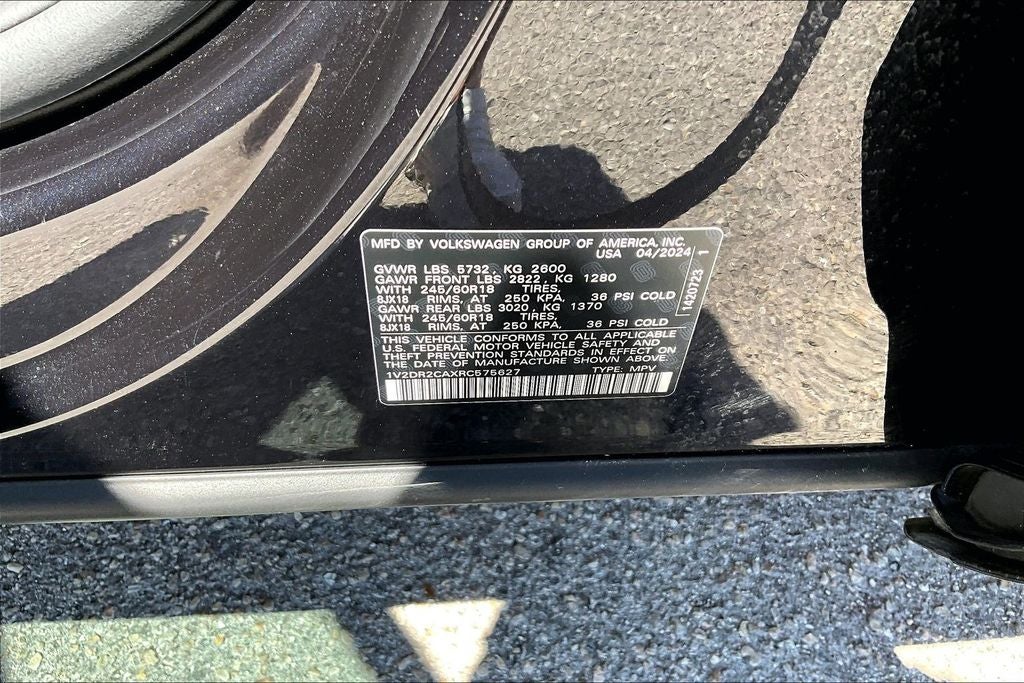 MFD BY VOLKSWAGEN GROUP OF AMERICA, INC.
USA 04/2024
GVWR LBS 5732, KG 2600
GAWR FRONT LBS 2822, KG 1280
WITH 245/60R18 TIRES,
8JX18 RIMS, AT 250 KPA, 36 PSI COLD
GAWR REAR LBS 3020, KG 1370
WITH 245/60R18 TIRES,
8JX18 RIMS, AT 250 KPA, 36 PSI COLD
THIS VEHICLE CONFORMS TO ALL APPLICABLE
U.S. FEDERAL MOTOR VEHICLE SAFETY AND
THEFT PREVENTION STANDARDS IN EFFECT ON
THE DATE OF MANUFACTURE SHOWN ABOVE.
1V2DR2CAXRC575627 TYPE: MPV
1420723 1